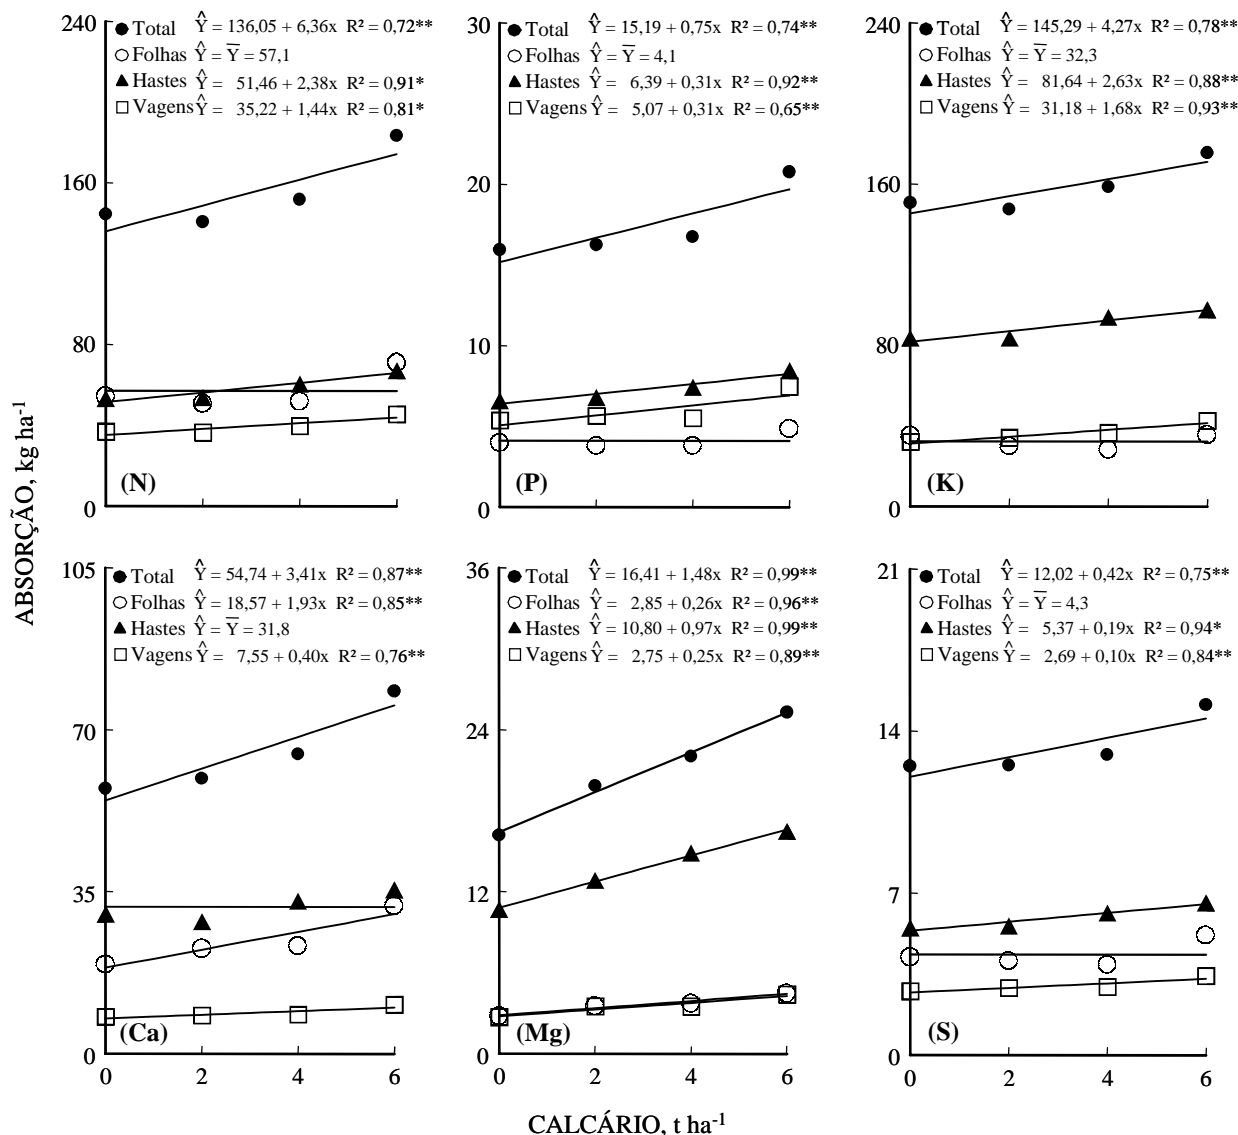 240
160
80
0
● Total Ŷ = 136,05 + 6,36x R² = 0,72**
○ Folhas Ŷ = Y̅ = 57,1
▲ Hastes Ŷ = 51,46 + 2,38x R² = 0,91*
□ Vagens Ŷ = 35,22 + 1,44x R² = 0,81*
(N)
30
20
10
0
● Total Ŷ = 15,19 + 0,75x R² = 0,74**
○ Folhas Ŷ = Y̅ = 4,1
▲ Hastes Ŷ = 6,39 + 0,31x R² = 0,92**
□ Vagens Ŷ = 5,07 + 0,31x R² = 0,65**
(P)
240
160
80
0
● Total Ŷ = 145,29 + 4,27x R² = 0,78**
○ Folhas Ŷ = Y̅ = 32,3
▲ Hastes Ŷ = 81,64 + 2,63x R² = 0,88**
□ Vagens Ŷ = 31,18 + 1,68x R² = 0,93**
(K)
ABSORÇÃO, kg ha⁻¹
105
70
35
0
● Total Ŷ = 54,74 + 3,41x R² = 0,87**
○ Folhas Ŷ = 18,57 + 1,93x R² = 0,85**
▲ Hastes Ŷ = Y̅ = 31,8
□ Vagens Ŷ = 7,55 + 0,40x R² = 0,76**
(Ca)
0 2 4 6
36
24
12
0
● Total Ŷ = 16,41 + 1,48x R² = 0,99**
○ Folhas Ŷ = 2,85 + 0,26x R² = 0,96**
▲ Hastes Ŷ = 10,80 + 0,97x R² = 0,99**
□ Vagens Ŷ = 2,75 + 0,25x R² = 0,89**
(Mg)
0 2 4 6
21
14
7
0
● Total Ŷ = 12,02 + 0,42x R² = 0,75**
○ Folhas Ŷ = Y̅ = 4,3
▲ Hastes Ŷ = 5,37 + 0,19x R² = 0,94*
□ Vagens Ŷ = 2,69 + 0,10x R² = 0,84**
(S)
0 2 4 6
CALCÁRIO, t ha⁻¹